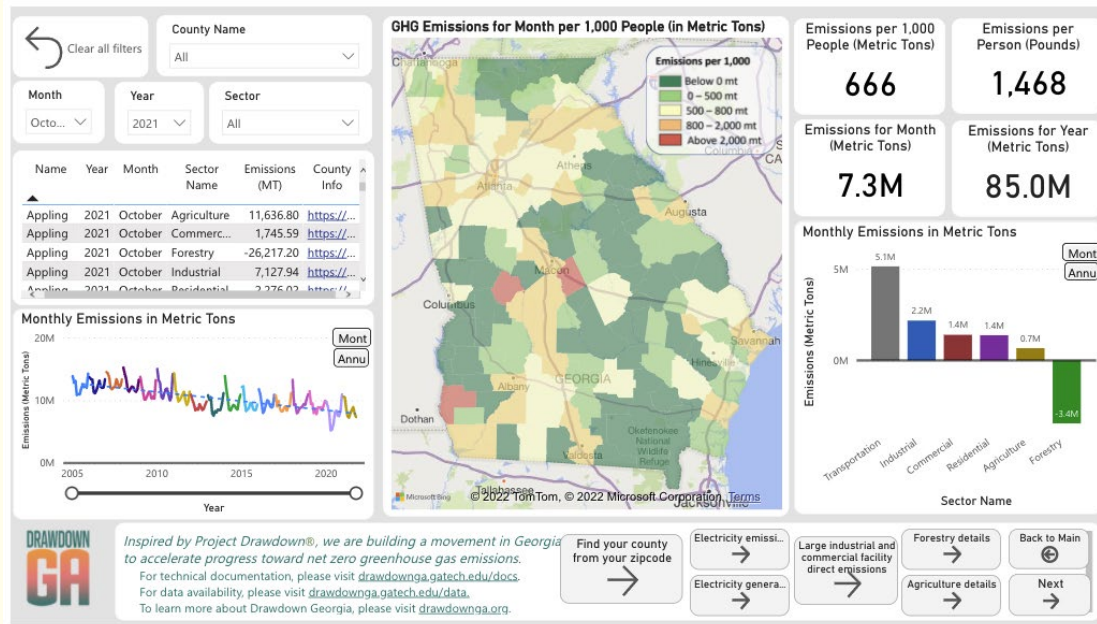 Clear all filters
County Name
All
Month
Octo...
Year
2021
Sector
All
Name Year Month Sector Name Emissions (MT) County Info
Appling 2021 October Agriculture 11,636.80 https://...
Appling 2021 October Commerc... 1,745.59 https://...
Appling 2021 October Forestry -26,217.20 https://...
Appling 2021 October Industrial 7,127.94 https://...
Appling 2021 October Residential 2,276.02 https://...
Monthly Emissions in Metric Tons
Mont
Annu
Emissions (Metric Tons)
20M
10M
0M
2005 2010 2015 2020
Year
GHG Emissions for Month per 1,000 People (in Metric Tons)
Emissions per 1,000
Below 0 mt
0 – 500 mt
500 – 800 mt
800 – 2,000 mt
Above 2,000 mt
Chattanooga
Columbia
CA
Athens
Atlanta
Augusta
Macon
Columbus
Savannah
Hinesville
GEORGIA
Albany
Dothan
Okefenokee
National
Wildlife
Refuge
Valdosta
Tallahassee
Jacksonville
Microsoft Bing
© 2022 TomTom, © 2022 Microsoft Corporation, Terms
Emissions per 1,000
People (Metric Tons)
666
Emissions per
Person (Pounds)
1,468
Emissions for Month
(Metric Tons)
7.3M
Emissions for Year
(Metric Tons)
85.0M
Monthly Emissions in Metric Tons
Mont
Annu
Emissions (Metric Tons)
5M
0M
5.1M
2.2M
1.4M
1.4M
0.7M
-3.4M
Transportation
Industrial
Commercial
Residential
Agriculture
Forestry
Sector Name
DRAWDOWN
GA
Inspired by Project Drawdown®, we are building a movement in Georgia
to accelerate progress toward net zero greenhouse gas emissions.
For technical documentation, please visit drawdownga.gatech.edu/docs.
For data availability, please visit drawdownga.gatech.edu/data.
To learn more about Drawdown Georgia, please visit drawdownga.org.
Find your county
from your zipcode
Electricity emissi...
Electricity genera...
Large industrial and
commercial facility
direct emissions
Forestry details
Agriculture details
Back to Main
Next